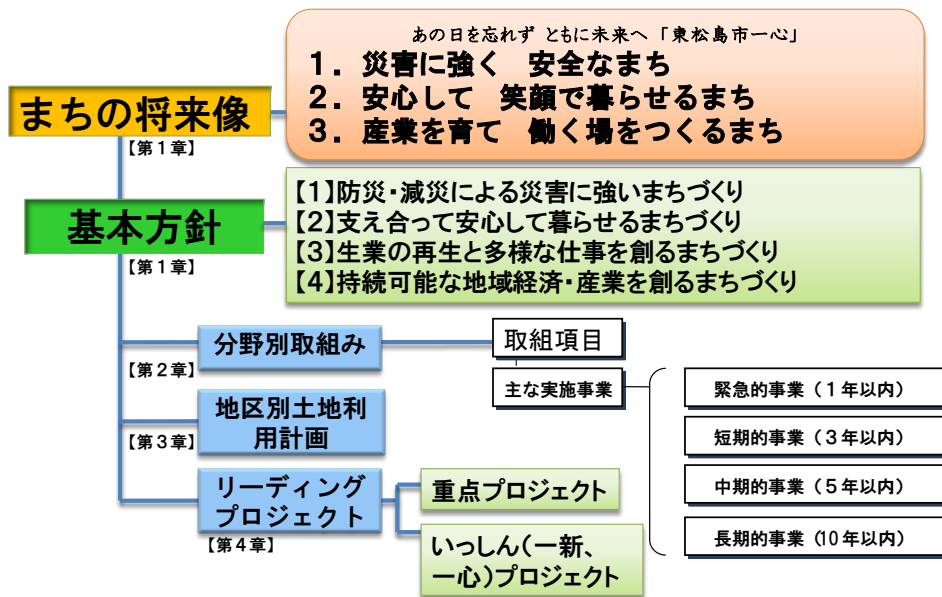 あの日を忘れず ともに未来へ 「東松島市一心」
１．災害に強く 安全なまち
２．安心して 笑顔で暮らせるまち
３．産業を育て 働く場をつくるまち
まちの将来像
【第１章】
【1】防災・減災による災害に強いまちづくり
【2】支え合って安心して暮らせるまちづくり
【3】生業の再生と多様な仕事を創るまちづくり
【4】持続可能な地域経済・産業を創るまちづくり
基本方針
【第１章】
分野別取組み
【第２章】
取組項目
主な実施事業
緊急的事業（１年以内）
短期的事業（３年以内）
中期的事業（５年以内）
長期的事業（10年以内）
地区別土地利
用計画
【第３章】
リーディング
プロジェクト
【第４章】
重点プロジェクト
いっしん（一新、
一心）プロジェクト